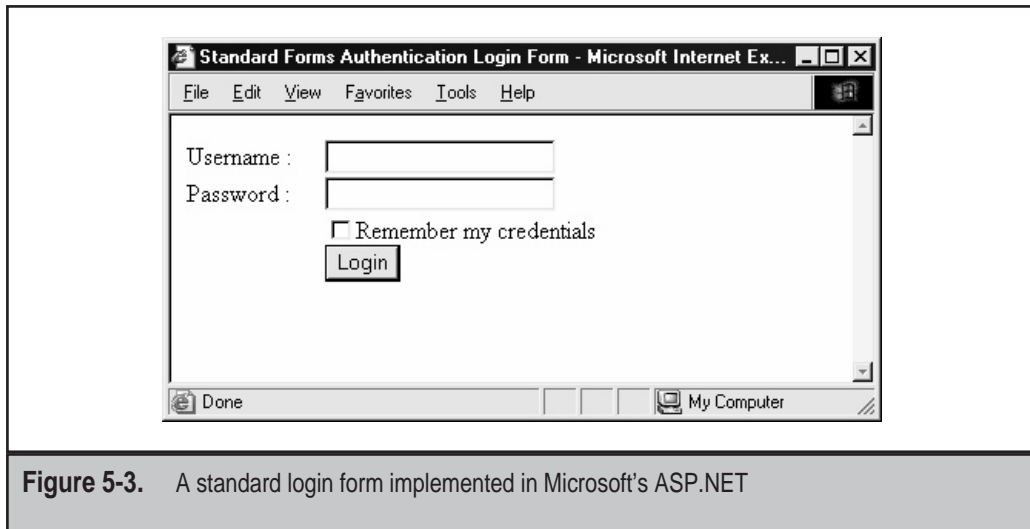 Standard Forms Authentication Login Form - Microsoft Internet Ex...
File Edit View Favorites Tools Help
Username :
Password :
Remember my credentials
Login
Done
My Computer
Figure 5-3. A standard login form implemented in Microsoft's ASP.NET